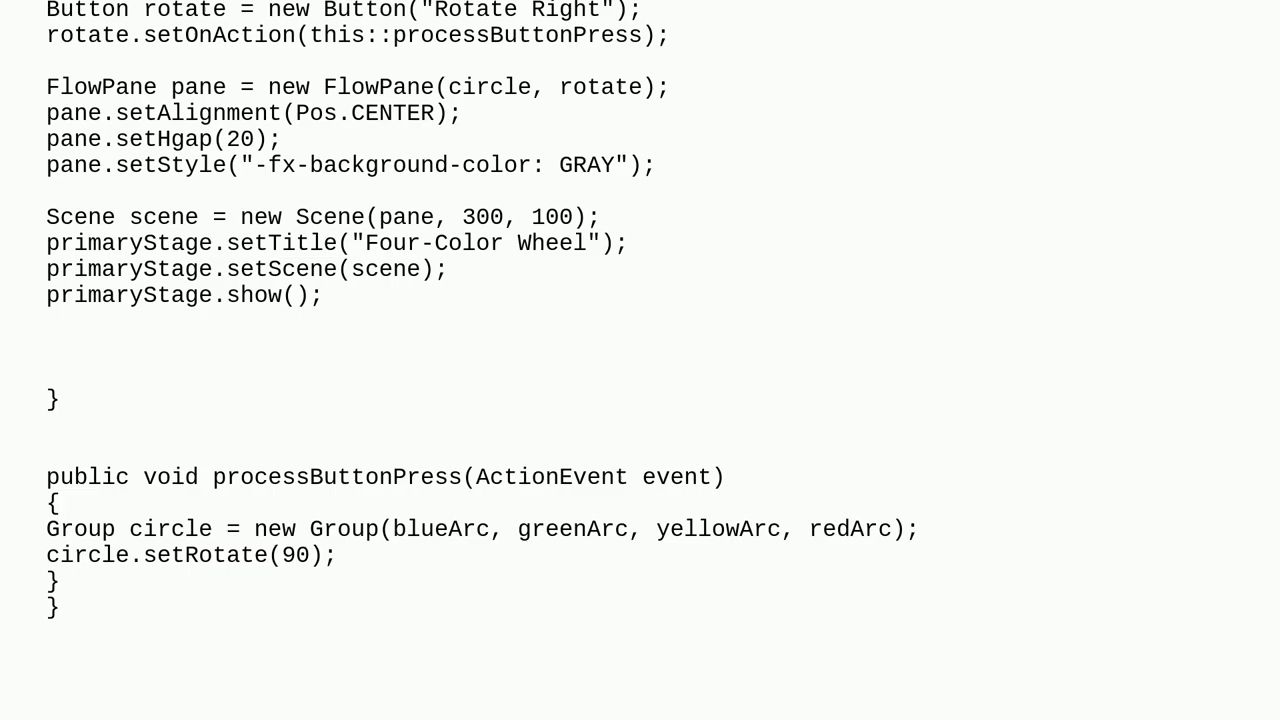 Button rotate = new Button("Rotate Right");
rotate.setOnAction(this::processButtonPress);
FlowPane pane = new FlowPane(circle, rotate);
pane.setAlignment(Pos.CENTER);
pane.setHgap(20);
pane.setStyle("-fx-background-color: GRAY");
Scene scene = new Scene(pane, 300, 100);
primaryStage.setTitle("Four-Color Wheel");
primaryStage.setScene(scene);
primaryStage.show();
}
public void processButtonPress(ActionEvent event)
{
Group circle = new Group(blueArc, greenArc, yellowArc, redArc);
circle.setRotate(90);
}
}